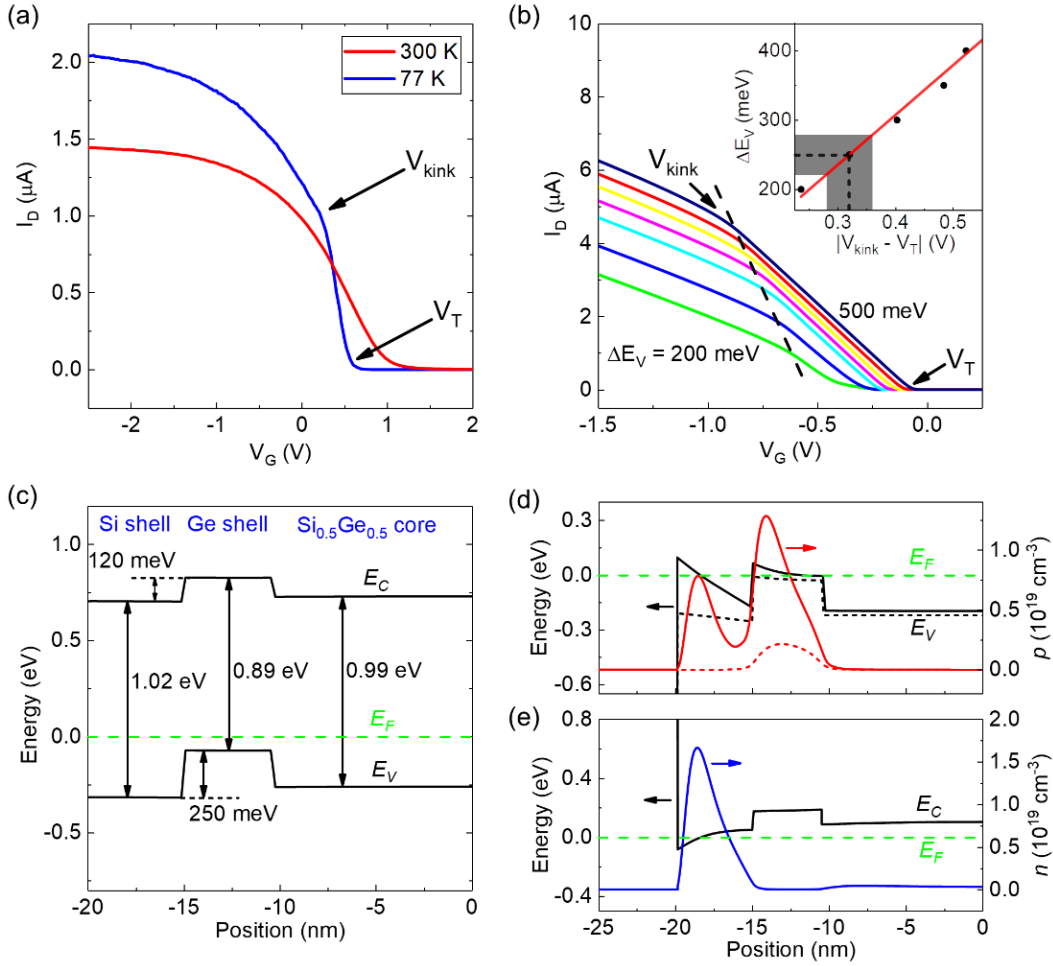 (a)
300 K
77 K
2.0
1.5
1.0
0.5
0.0
V_kink
V_T
I_D (μA)
-2 -1 0 1 2
V_G (V)
(b)
10
8
6
4
2
0
V_kink
500 meV
ΔE_V = 200 meV
V_T
I_D (μA)
-1.5 -1.0 -0.5 0.0
V_G (V)
400
300
200
ΔE_V (meV)
0.3 0.4 0.5
|V_kink - V_T| (V)
(c)
Si shell Ge shell Si0.5Ge0.5 core
1.0
0.5
0.0
-0.5
120 meV
E_C
1.02 eV
0.89 eV
0.99 eV
E_F
E_V
250 meV
Energy (eV)
-20 -15 -10 -5 0
Position (nm)
(d)
0.3
0.0
-0.3
-0.6
Energy (eV)
E_F
E_V
1.0
0.5
0.0
p (10^19 cm^-3)
(e)
0.8
0.4
0.0
-0.4
Energy (eV)
E_C
E_F
2.0
1.5
1.0
0.5
0.0
n (10^19 cm^-3)
-25 -20 -15 -10 -5 0
Position (nm)